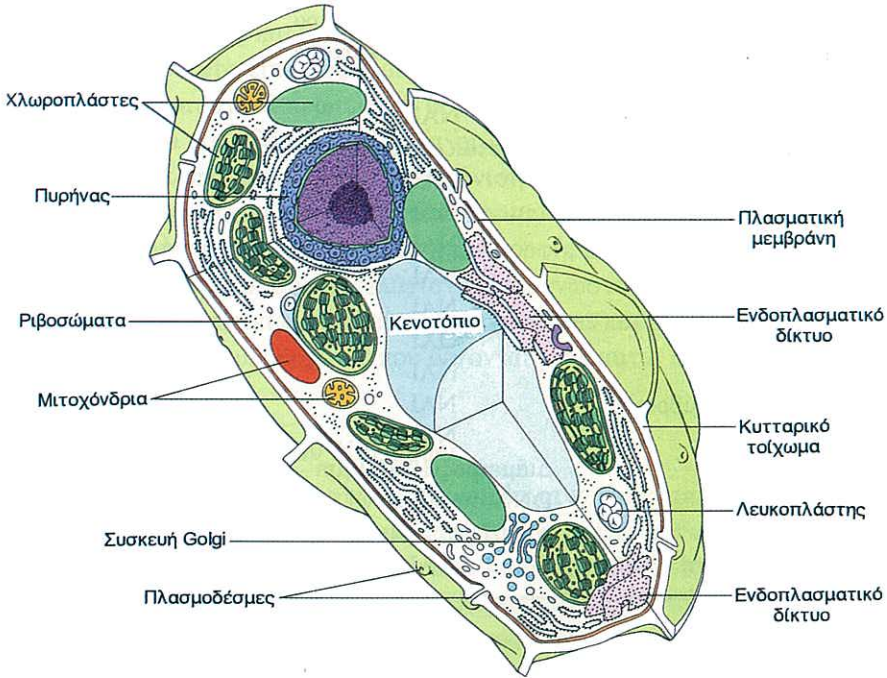 Χλωροπλάστες
Πυρήνας
Πλασματική
μεμβράνη
Ριβοσώματα
Κενοτόπιο
Ενδοπλασματικό
δίκτυο
Μιτοχόνδρια
Κυτταρικό
τοίχωμα
Λευκοπλάστης
Συσκευή Golgi
Πλασμοδέσμες
Ενδοπλασματικό
δίκτυο